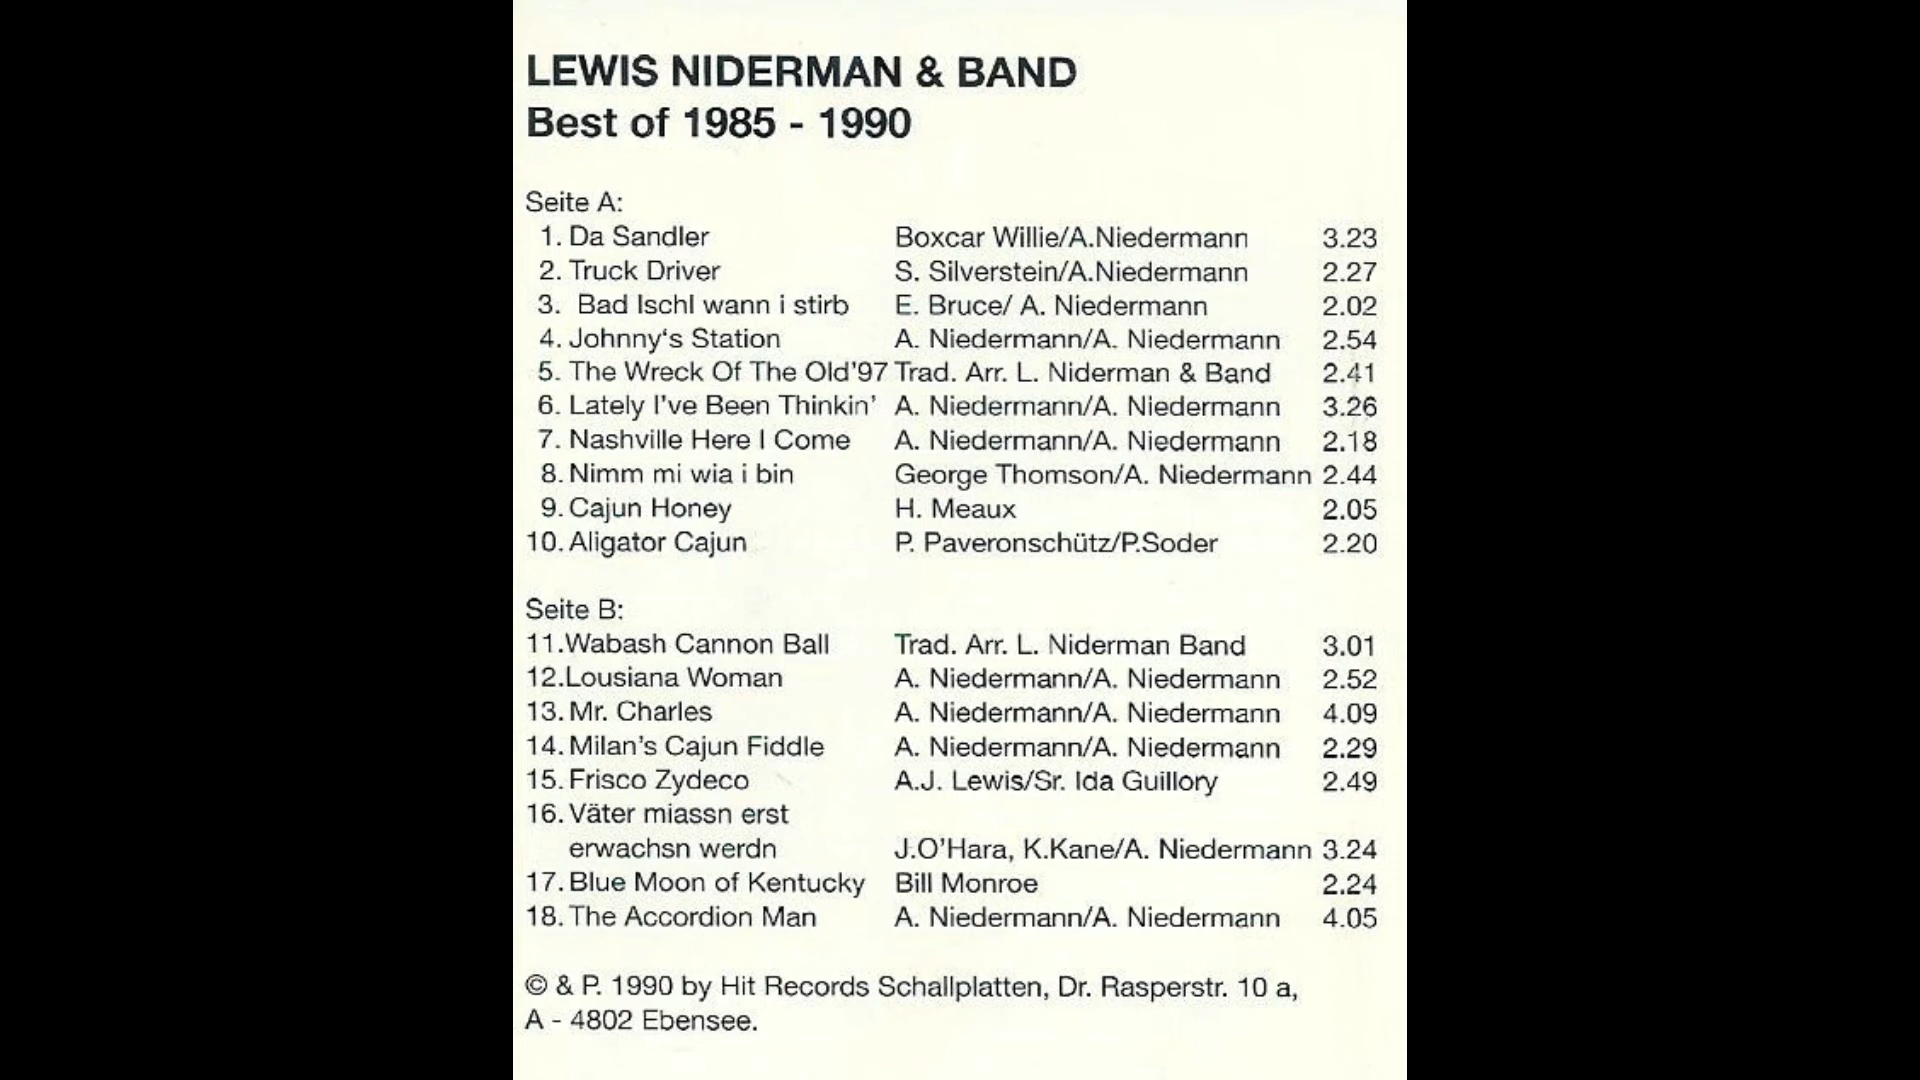 LEWIS NIDERMAN & BAND
Best of 1985 - 1990
Seite A:
1. Da Sandler Boxcar Willie/A.Niedermann 3.23
2. Truck Driver S. Silverstein/A.Niedermann 2.27
3. Bad Ischl wann i stirb E. Bruce/ A. Niedermann 2.02
4. Johnny‘s Station A. Niedermann/A. Niedermann 2.54
5. The Wreck Of The Old’97 Trad. Arr. L. Niderman & Band 2.41
6. Lately I’ve Been Thinkin’ A. Niedermann/A. Niedermann 3.26
7. Nashville Here I Come A. Niedermann/A. Niedermann 2.18
8. Nimm mi wia i bin George Thomson/A. Niedermann 2.44
9. Cajun Honey H. Meaux 2.05
10. Aligator Cajun P. Paveronschütz/P.Soder 2.20
Seite B:
11.Wabash Cannon Ball Trad. Arr. L. Niderman Band 3.01
12.Lousiana Woman A. Niedermann/A. Niedermann 2.52
13. Mr. Charles A. Niedermann/A. Niedermann 4.09
14. Milan’s Cajun Fiddle A. Niedermann/A. Niedermann 2.29
15. Frisco Zydeco A.J. Lewis/Sr. Ida Guillory 2.49
16. Väter miassn erst
erwachsn werdn J.O’Hara, K.Kane/A. Niedermann 3.24
17. Blue Moon of Kentucky Bill Monroe 2.24
18. The Accordion Man A. Niedermann/A. Niedermann 4.05
© & P. 1990 by Hit Records Schallplatten, Dr. Rasperstr. 10 a,
A - 4802 Ebensee.